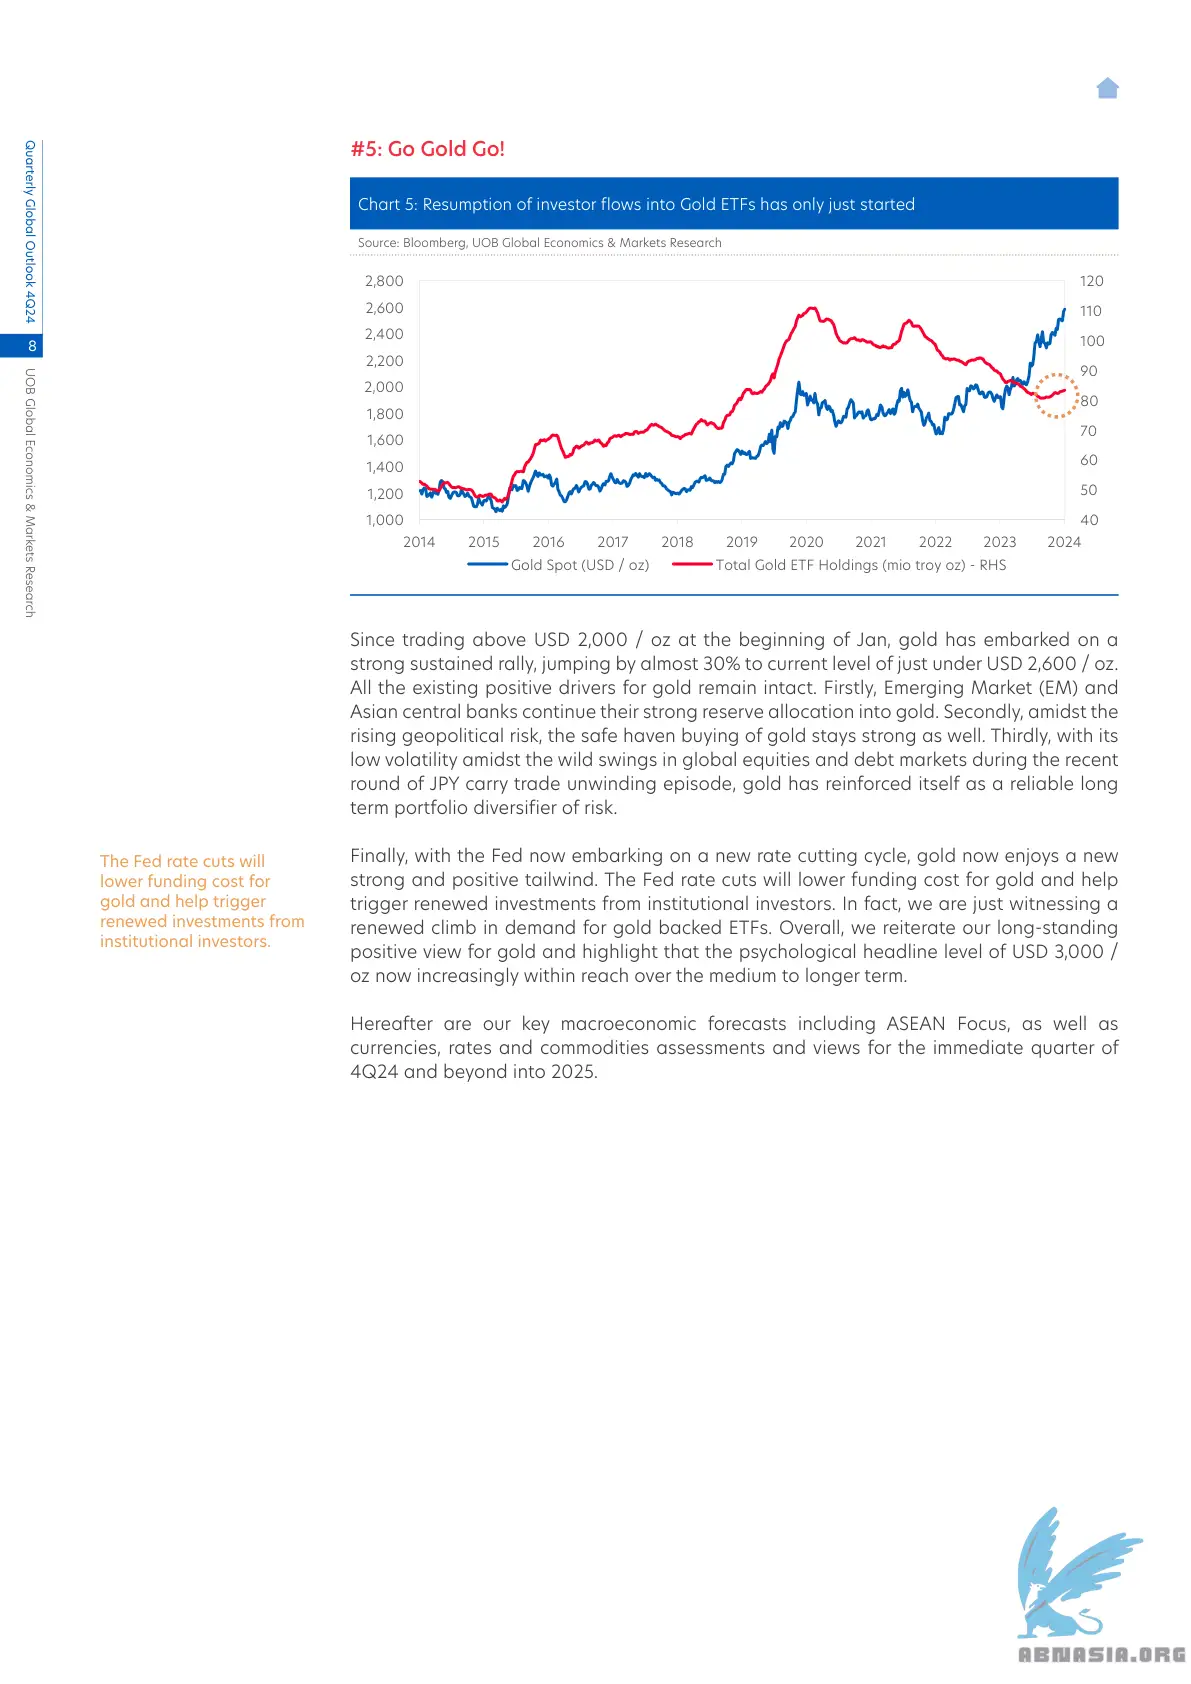 Quarterly Global Outlook 4Q24
8
UOB Global Economics & Markets Research
#5: Go Gold Go!
Chart 5: Resumption of investor flows into Gold ETFs has only just started
Source: Bloomberg, UOB Global Economics & Markets Research
2,800
2,600
2,400
2,200
2,000
1,800
1,600
1,400
1,200
1,000
120
110
100
90
80
70
60
50
40
2014 2015 2016 2017 2018 2019 2020 2021 2022 2023 2024
Gold Spot (USD / oz) Total Gold ETF Holdings (mio troy oz) - RHS
Since trading above USD 2,000 / oz at the beginning of Jan, gold has embarked on a
strong sustained rally, jumping by almost 30% to current level of just under USD 2,600 / oz.
All the existing positive drivers for gold remain intact. Firstly, Emerging Market (EM) and
Asian central banks continue their strong reserve allocation into gold. Secondly, amidst the
rising geopolitical risk, the safe haven buying of gold stays strong as well. Thirdly, with its
low volatility amidst the wild swings in global equities and debt markets during the recent
round of JPY carry trade unwinding episode, gold has reinforced itself as a reliable long
term portfolio diversifier of risk.
The Fed rate cuts will
lower funding cost for
gold and help trigger
renewed investments from
institutional investors.
Finally, with the Fed now embarking on a new rate cutting cycle, gold now enjoys a new
strong and positive tailwind. The Fed rate cuts will lower funding cost for gold and help
trigger renewed investments from institutional investors. In fact, we are just witnessing a
renewed climb in demand for gold backed ETFs. Overall, we reiterate our long-standing
positive view for gold and highlight that the psychological headline level of USD 3,000 /
oz now increasingly within reach over the medium to longer term.
Hereafter are our key macroeconomic forecasts including ASEAN Focus, as well as
currencies, rates and commodities assessments and views for the immediate quarter of
4Q24 and beyond into 2025.
ABNASIA.ORG